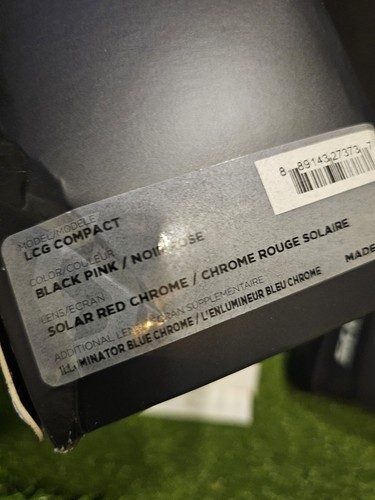 8 89143 27373 7
MODEL/MODÈLE
LCG COMPACT
COLOR/COULEUR
BLACK PINK / NOIR ROSE
LENS/ÉCRAN
SOLAR RED CHROME / CHROME ROUGE SOLAIRE
ADDITIONAL LENS/ÉCRAN SUPPLÉMENTAIRE
ILLUMINATOR BLUE CHROME / L'ENLUMINEUR BLEU CHROME
MADE